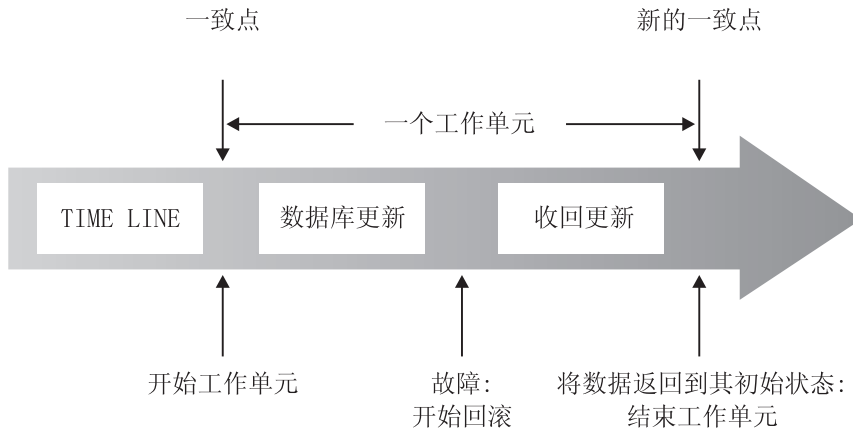 一致点
新的一致点
一个工作单元
TIME LINE
数据库更新
收回更新
开始工作单元
故障:
开始回滚
将数据返回到其初始状态:
结束工作单元